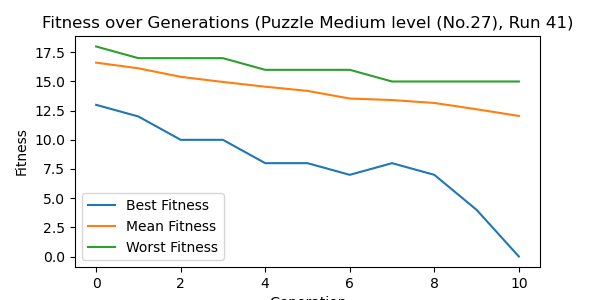 Fitness over Generations (Puzzle Medium level (No.27), Run 41)
17.5
15.0
12.5
10.0
7.5
5.0
2.5
0.0
Fitness
Best Fitness
Mean Fitness
Worst Fitness
0 2 4 6 8 10
Generation